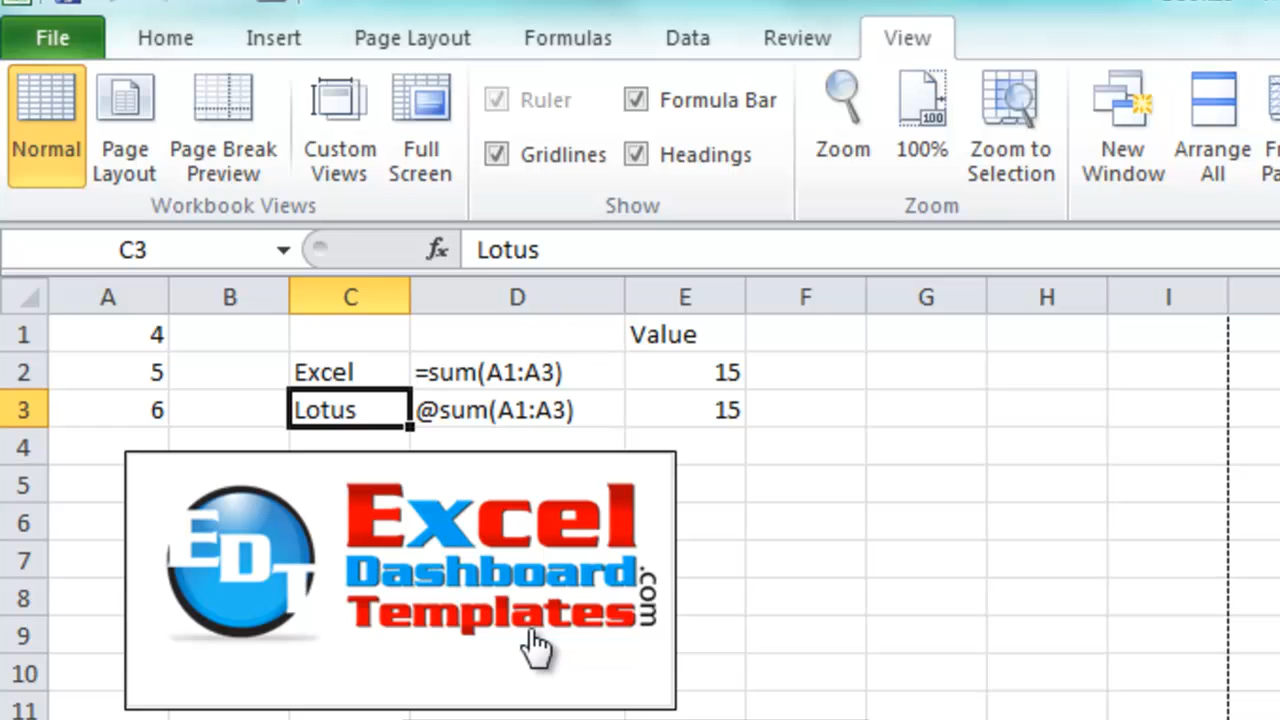 File Home Insert Page Layout Formulas Data Review View
Normal Page Layout Page Break Preview Custom Views Full Screen
Ruler Formula Bar
Gridlines Headings
Zoom 100% Zoom to Selection New Window Arrange All
Workbook Views Show Zoom
C3 fx Lotus
A B C D E F G H I
1 4 Value
2 5 Excel =sum(A1:A3) 15
3 6 Lotus @sum(A1:A3) 15
4
5
6
7
8
9
10
11
EDT
Excel
Dashboard
Templates
.com